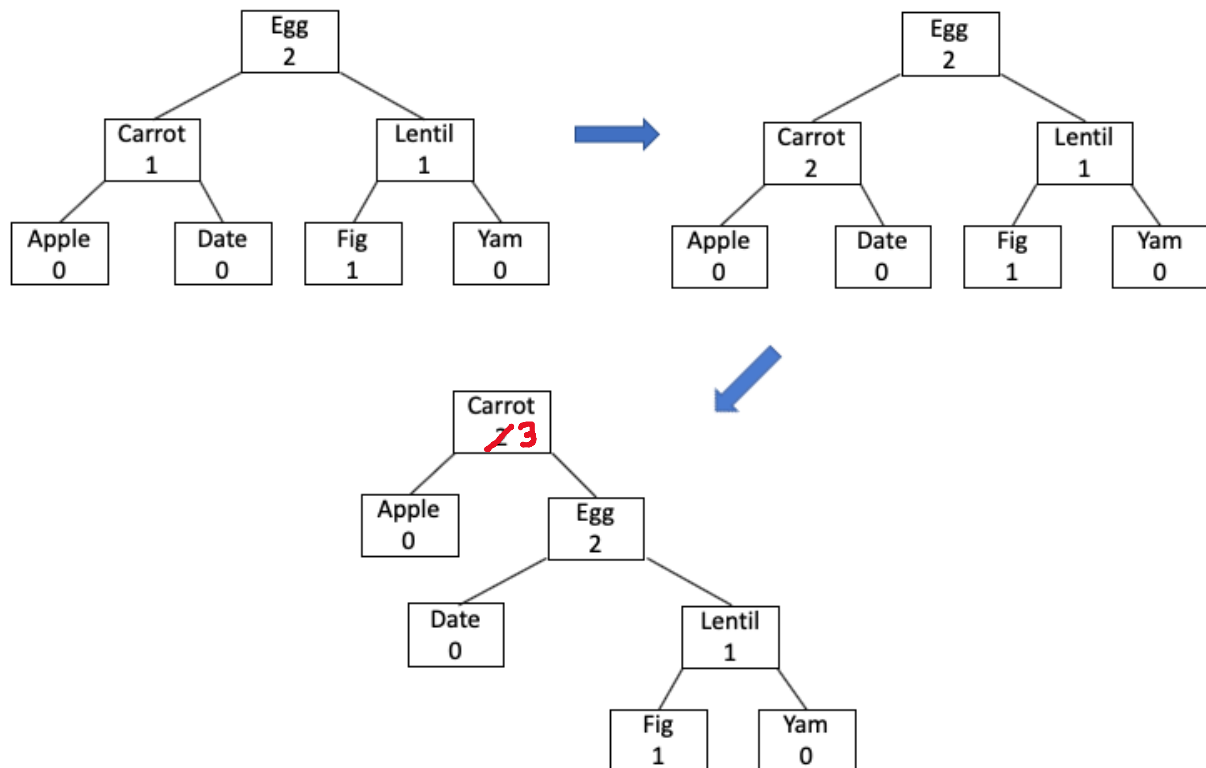 Egg
2
Carrot
1
Lentil
1
Apple
0
Date
0
Fig
1
Yam
0
Egg
2
Carrot
2
Lentil
1
Apple
0
Date
0
Fig
1
Yam
0
Carrot
2 3
Apple
0
Egg
2
Date
0
Lentil
1
Fig
1
Yam
0